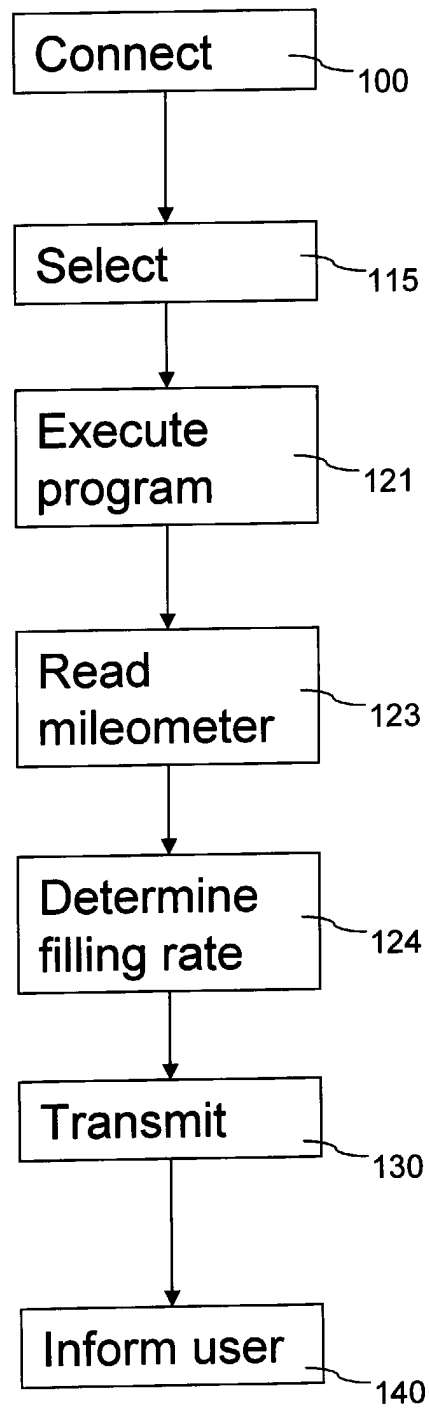 Connect
100
Select
115
Execute
program
121
Read
mileometer
123
Determine
filling rate
124
Transmit
130
Inform user
140